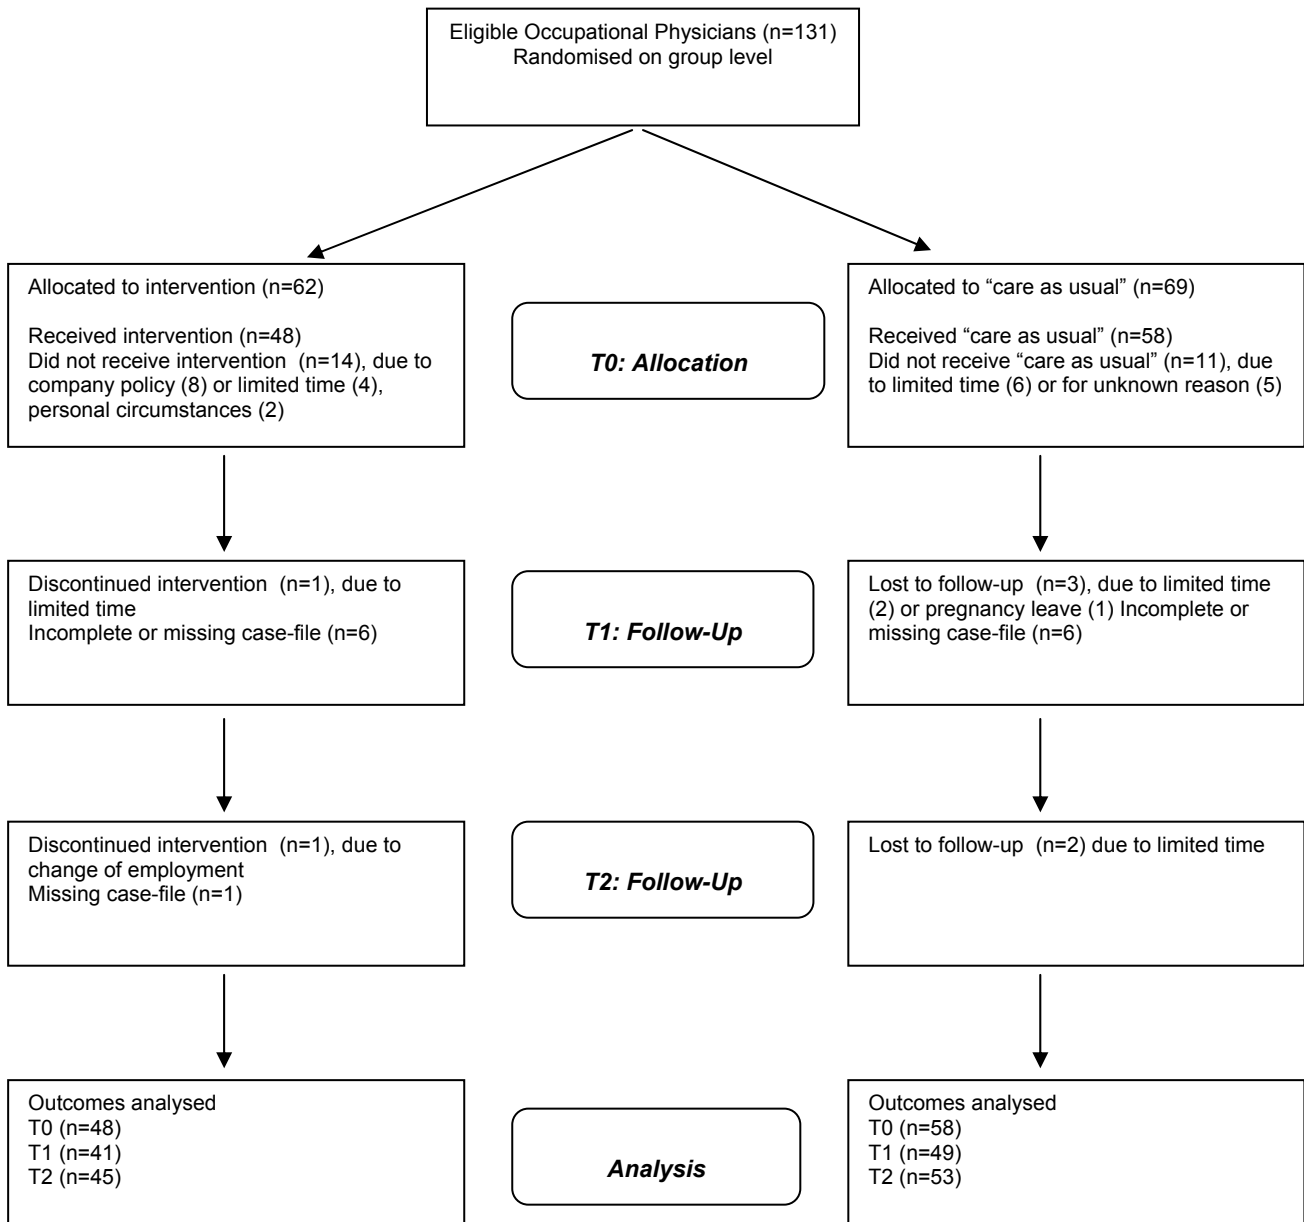 Eligible Occupational Physicians (n=131)
Randomised on group level
Allocated to intervention (n=62)
Received intervention (n=48)
Did not receive intervention  (n=14), due to
company policy (8) or limited time (4),
personal circumstances (2)
T0: Allocation
Allocated to “care as usual” (n=69)
Received “care as usual” (n=58)
Did not receive “care as usual” (n=11), due
to limited time (6) or for unknown reason (5)
Discontinued intervention  (n=1), due to
limited time
Incomplete or missing case-file (n=6)
T1: Follow-Up
Lost to follow-up  (n=3), due to limited time
(2) or pregnancy leave (1) Incomplete or
missing case-file (n=6)
Discontinued intervention  (n=1), due to
change of employment
Missing case-file (n=1)
T2: Follow-Up
Lost to follow-up  (n=2) due to limited time
Outcomes analysed
T0 (n=48)
T1 (n=41)
T2 (n=45)
Analysis
Outcomes analysed
T0 (n=58)
T1 (n=49)
T2 (n=53)